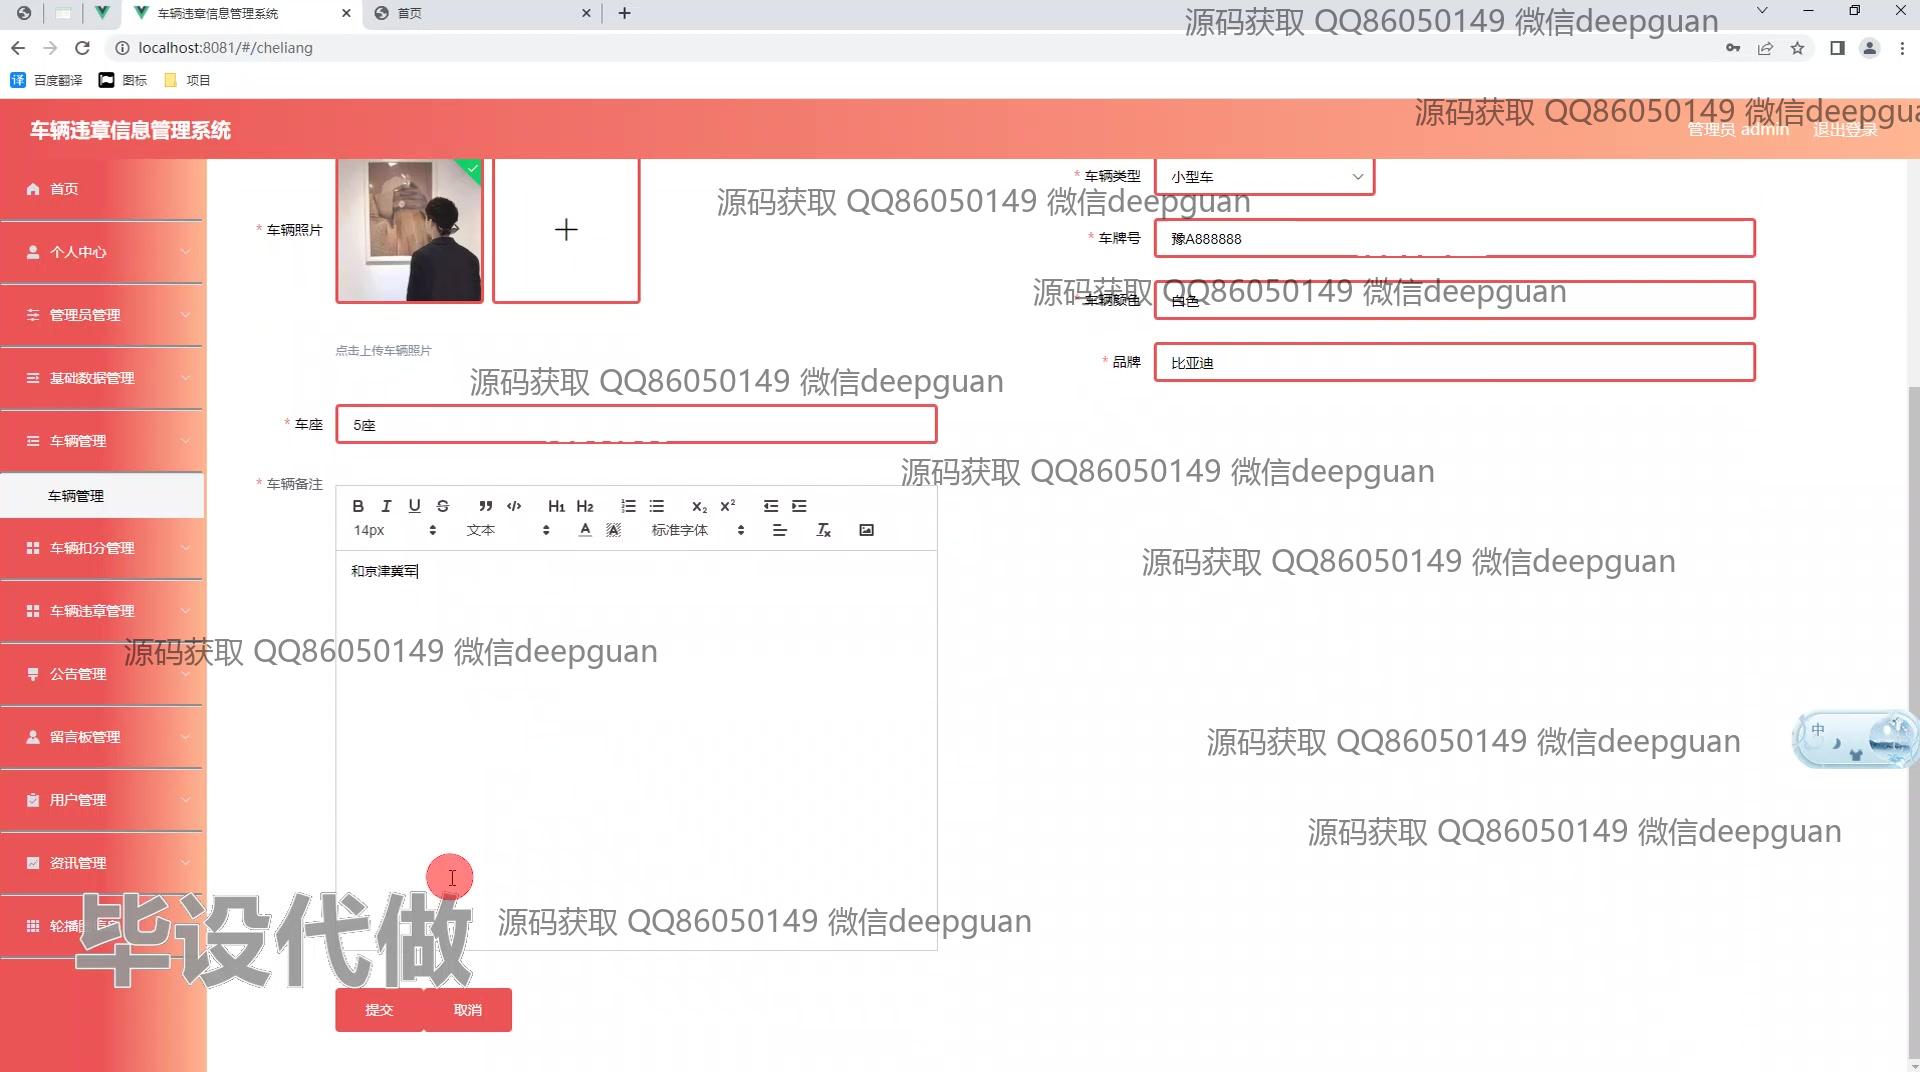 车辆违章信息管理系统
首页
源码获取 QQ86050149 微信deepguan
localhost:8081/#/cheliang
百度翻译
图标
项目
车辆违章信息管理系统
源码获取 QQ86050149 微信deepgua
管理员 admin
退出登录
首页
个人中心
管理员管理
基础数据管理
车辆管理
车辆管理
车辆扣分管理
车辆违章管理
公告管理
留言板管理
用户管理
资讯管理
轮播图
* 车辆照片
点击上传车辆照片
* 车辆类型
小型车
源码获取 QQ86050149 微信deepguan
* 车牌号
豫A888888
* 车辆颜色
白色
源码获取 QQ86050149 微信deepguan
* 品牌
比亚迪
源码获取 QQ86050149 微信deepguan
* 车座
5座
源码获取 QQ86050149 微信deepguan
* 车辆备注
B I U S ” </> H1 H2 x2 x2
14px 文本 A A 标准字体
和京津冀军
源码获取 QQ86050149 微信deepguan
源码获取 QQ86050149 微信deepguan
源码获取 QQ86050149 微信deepguan
中
源码获取 QQ86050149 微信deepguan
源码获取 QQ86050149 微信deepguan
毕设代做
提交
取消